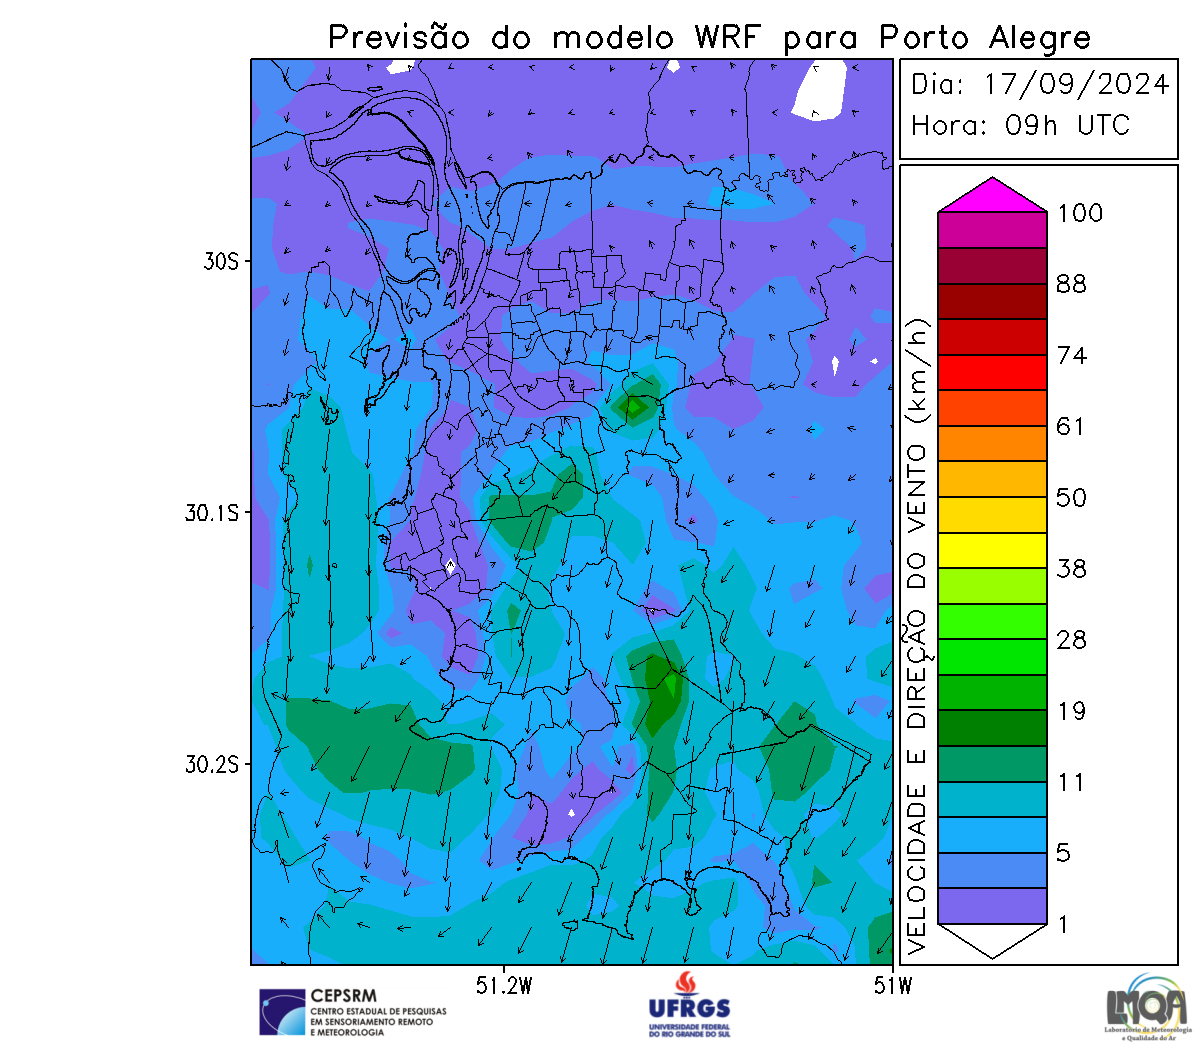 Previsão do modelo WRF para Porto Alegre
Dia: 17/09/2024
Hora: 09h UTC
30S
30.1S
30.2S
51.2W
51W
VELOCIDADE E DIREÇÃO DO VENTO (km/h)
100
88
74
61
50
38
28
19
11
5
1
CEPSRM
CENTRO ESTADUAL DE PESQUISAS
EM SENSORIAMENTO REMOTO
E METEOROLOGIA
UFRGS
UNIVERSIDADE FEDERAL
DO RIO GRANDE DO SUL
LMQA
Laboratório de Meteorologia
e Qualidade do Ar